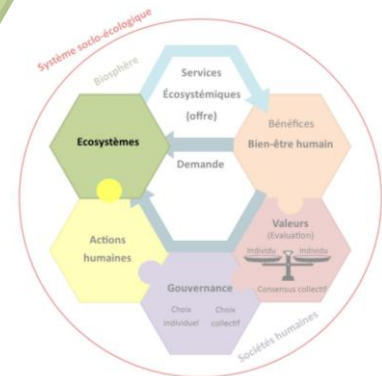 Système socio-écologique
Biosphère
Services
Écosystémiques
(offre)
Ecosystèmes
Bénéfices
Bien-être humain
Demande
Actions
humaines
Valeurs
(Evaluation)
Individu Individu
Consensus collectif
Gouvernance
Choix Choix
individuel collectif
Sociétés humaines